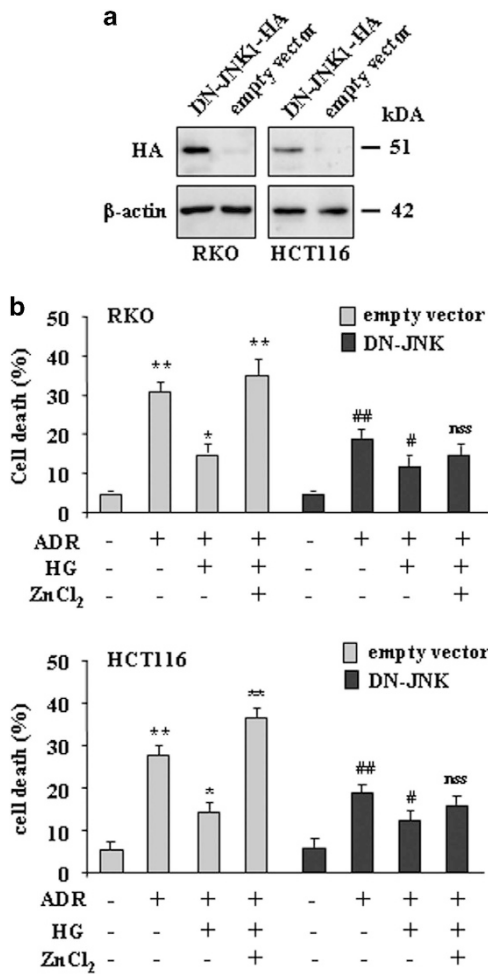 a
DN-JNK1-HA
empty vector
DN-JNK1-HA
empty vector
kDA
HA
51
β-actin
42
RKO
HCT116
b
RKO
empty vector
DN-JNK
Cell death (%)
50
40
30
20
10
0
** * ** ## # nss
ADR - + + + - + + +
HG - - + + - - + +
ZnCl2 - - - + - - - +
HCT116
empty vector
DN-JNK
cell death (%)
50
40
30
20
10
0
** * ** ## # nss
ADR - + + + - + + +
HG - - + + - - + +
ZnCl2 - - - + - - - +